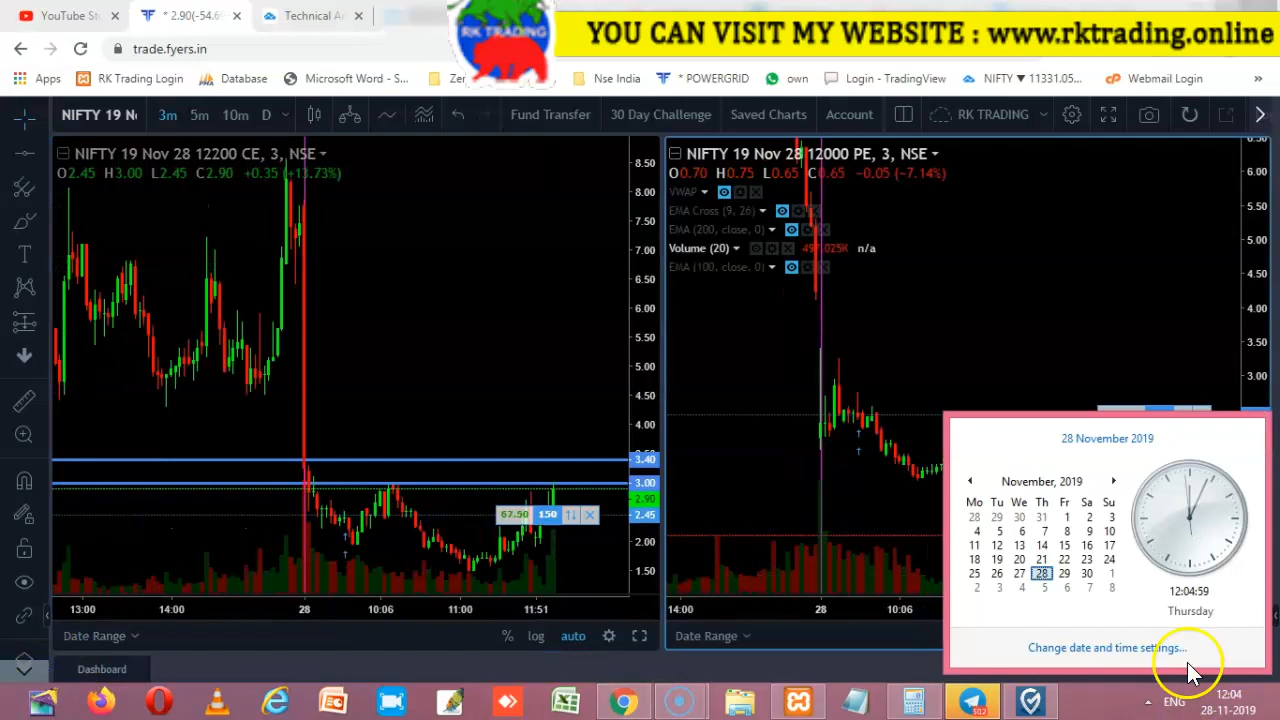 YouTube Stu
* 2.90(-54.6
Technical An
RK TRADING
YOU CAN VISIT MY WEBSITE : www.rktrading.online
trade.fyers.in
Apps
RK Trading Login
Database
Microsoft Word - S...
Nse India
* POWERGRID
own
Login - TradingView
NIFTY ▼ 11331.05...
Webmail Login
»
NIFTY 19 N
3m
5m
10m
D
Fund Transfer
30 Day Challenge
Saved Charts
Account
RK TRADING
NIFTY 19 Nov 28 12200 CE, 3, NSE
O2.45 H3.00 L2.45 C2.90 +0.35 (+13.73%)
8.50
8.00
7.50
7.00
6.50
6.00
5.50
5.00
4.50
4.00
3.40
3.00
2.90
2.45
2.00
1.50
67.50
150
13:00
14:00
28
10:06
11:00
11:51
Date Range
%
log
auto
Dashboard
NIFTY 19 Nov 28 12000 PE, 3, NSE
O0.70 H0.75 L0.65 C0.65 −0.05 (−7.14%)
VWAP
EMA Cross (9, 26)
EMA (200, close, 0)
Volume (20)
497.025K
n/a
EMA (100, close, 0)
6.50
6.00
5.50
5.00
4.50
4.00
3.50
3.00
14:00
28
10:06
Date Range
28 November 2019
November, 2019
Mo Tu We Th Fr Sa Su
28 29 30 31 1 2 3
4 5 6 7 8 9 10
11 12 13 14 15 16 17
18 19 20 21 22 23 24
25 26 27 28 29 30 1
2 3 4 5 6 7 8
12:04:59
Thursday
Change date and time settings...
502
ENG
12:04
28-11-2019